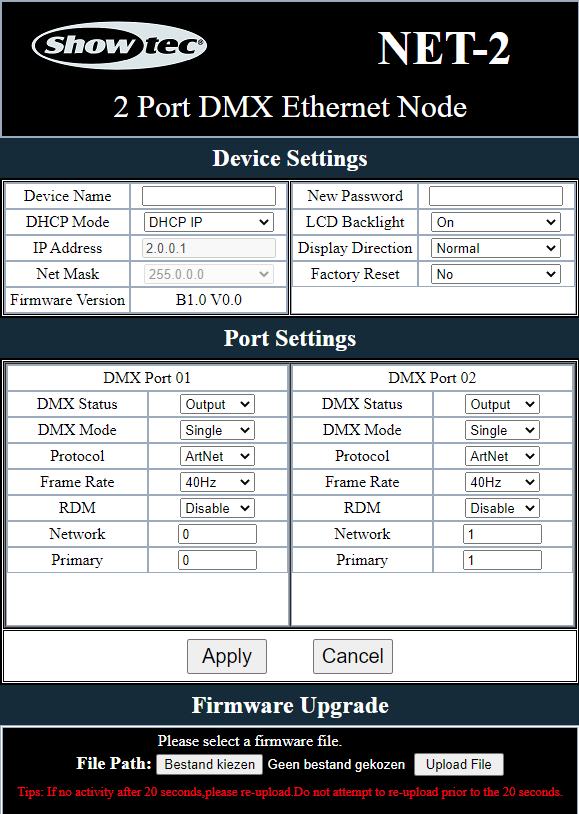 Showtec® NET-2
2 Port DMX Ethernet Node
Device Settings
Device Name
DHCP Mode DHCP IP
IP Address 2.0.0.1
Net Mask 255.0.0.0
Firmware Version B1.0 V0.0
New Password
LCD Backlight On
Display Direction Normal
Factory Reset No
Port Settings
DMX Port 01
DMX Status Output
DMX Mode Single
Protocol ArtNet
Frame Rate 40Hz
RDM Disable
Network 0
Primary 0
DMX Port 02
DMX Status Output
DMX Mode Single
Protocol ArtNet
Frame Rate 40Hz
RDM Disable
Network 1
Primary 1
Apply Cancel
Firmware Upgrade
Please select a firmware file.
File Path: Bestand kiezen Geen bestand gekozen Upload File
Tips: If no activity after 20 seconds,please re-upload.Do not attempt to re-upload prior to the 20 seconds.